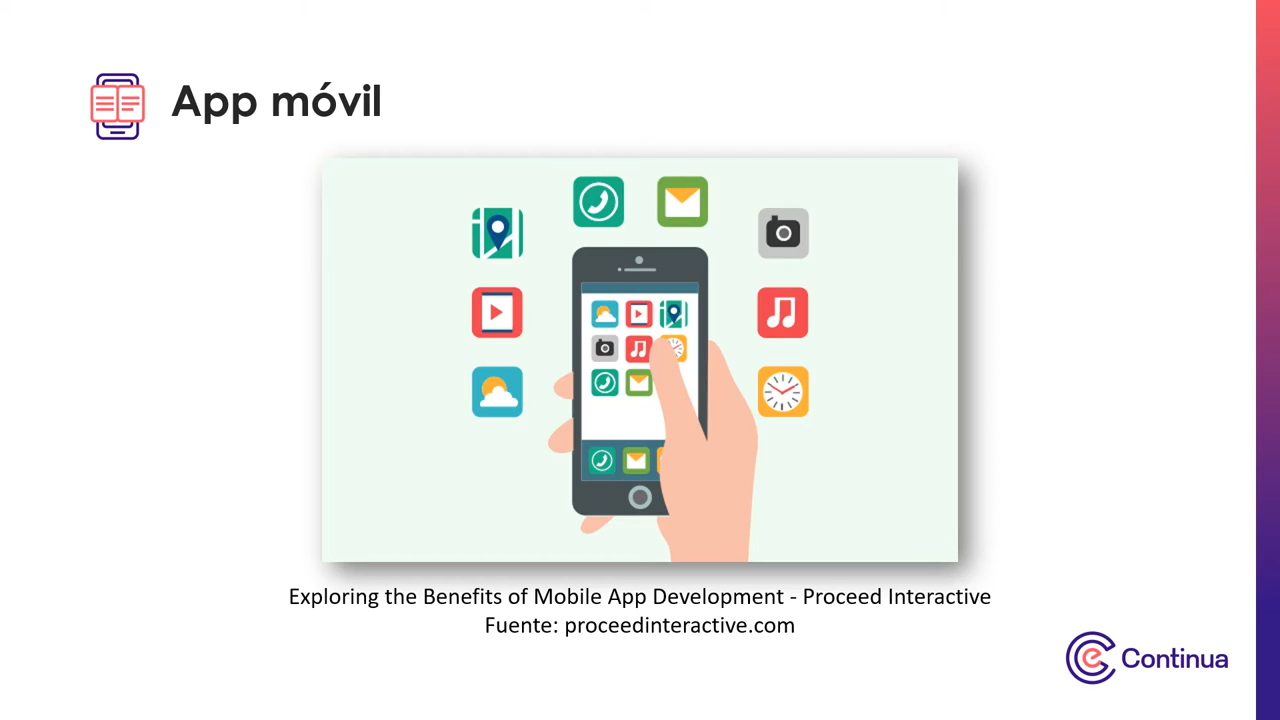 App móvil
Exploring the Benefits of Mobile App Development - Proceed Interactive
Fuente: proceedinteractive.com
e Continua